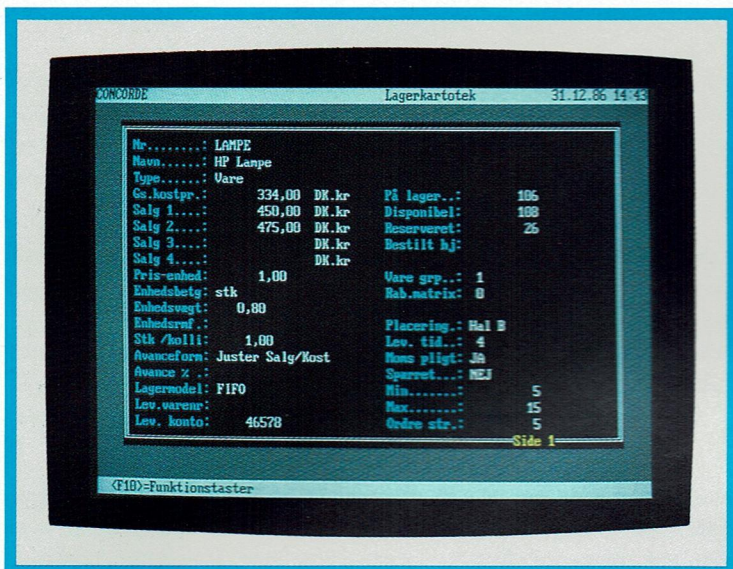 CONCORDE Lagerkartotek 31.12.86 14:43
Nr........: LAMPE
Navn......: HP Lampe
Type......: Vare
Gs.kostpr.: 334,00 DK.kr På lager..: 106
Salg 1....: 450,00 DK.kr Disponibel: 108
Salg 2....: 475,00 DK.kr Reserveret: 26
Salg 3....: DK.kr Bestilt hj:
Salg 4....: DK.kr
Pris-enhed: 1,00 Vare grp..: 1
Enhedsbetg: stk Rab.matrix: 0
Enhedsvægt: 0,80
Enhedsrmf.: Placering.: Hal B
Stk /kolli: 1,00 Lev. tid..: 4
Avanceform: Juster Salg/Kost Moms pligt: JA
Avance % .: Spærret...: NEJ
Lagermodel: FIFO Min.......: 5
Lev.varenr: Max.......: 15
Lev. konto: 46578 Ordre str.: 5
Side 1
<F10>=Funktionstaster